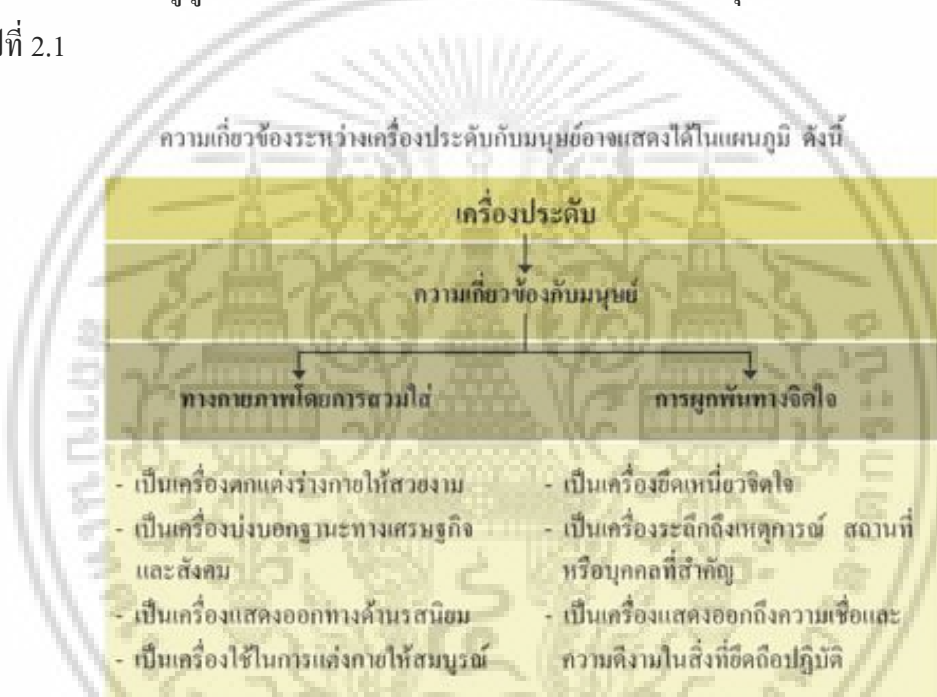 ที่ 2.1
ความเกี่ยวข้องระหว่างเครื่องประดับกับมนุษย์อาจแสดงได้ในแผนภูมิ ดังนี้
เครื่องประดับ
ความเกี่ยวข้องกับมนุษย์
ทางกายภาพโดยการสวมใส่
การผูกพันทางจิตใจ
- เป็นเครื่องตกแต่งร่างกายให้สวยงาม
- เป็นเครื่องบ่งบอกฐานะทางเศรษฐกิจ
และสังคม
- เป็นเครื่องแสดงออกทางด้านรสนิยม
- เป็นเครื่องใช้ในการแต่งกายให้สมบูรณ์
- เป็นเครื่องยึดเหนี่ยวจิตใจ
- เป็นเครื่องระลึกถึงเหตุการณ์ สถานที่
หรือบุคคลที่สำคัญ
- เป็นเครื่องแสดงออกถึงความเชื่อและ
ความดีงามในสิ่งที่ยึดถือปฏิบัติ